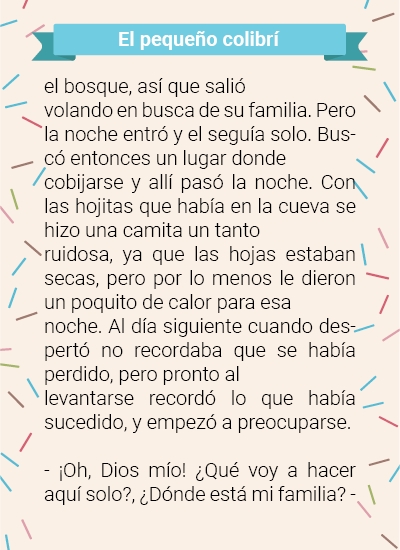 El pequeño colibrí
el bosque, así que salió
volando en busca de su familia. Pero
la noche entró y el seguía solo. Bus-
có entonces un lugar donde
cobijarse y allí pasó la noche. Con
las hojitas que había en la cueva se
hizo una camita un tanto
ruidosa, ya que las hojas estaban
secas, pero por lo menos le dieron
un poquito de calor para esa
noche. Al día siguiente cuando des-
pertó no recordaba que se había
perdido, pero pronto al
levantarse recordó lo que había
sucedido, y empezó a preocuparse.
- ¡Oh, Dios mío! ¿Qué voy a hacer
aquí solo?, ¿Dónde está mi familia? -